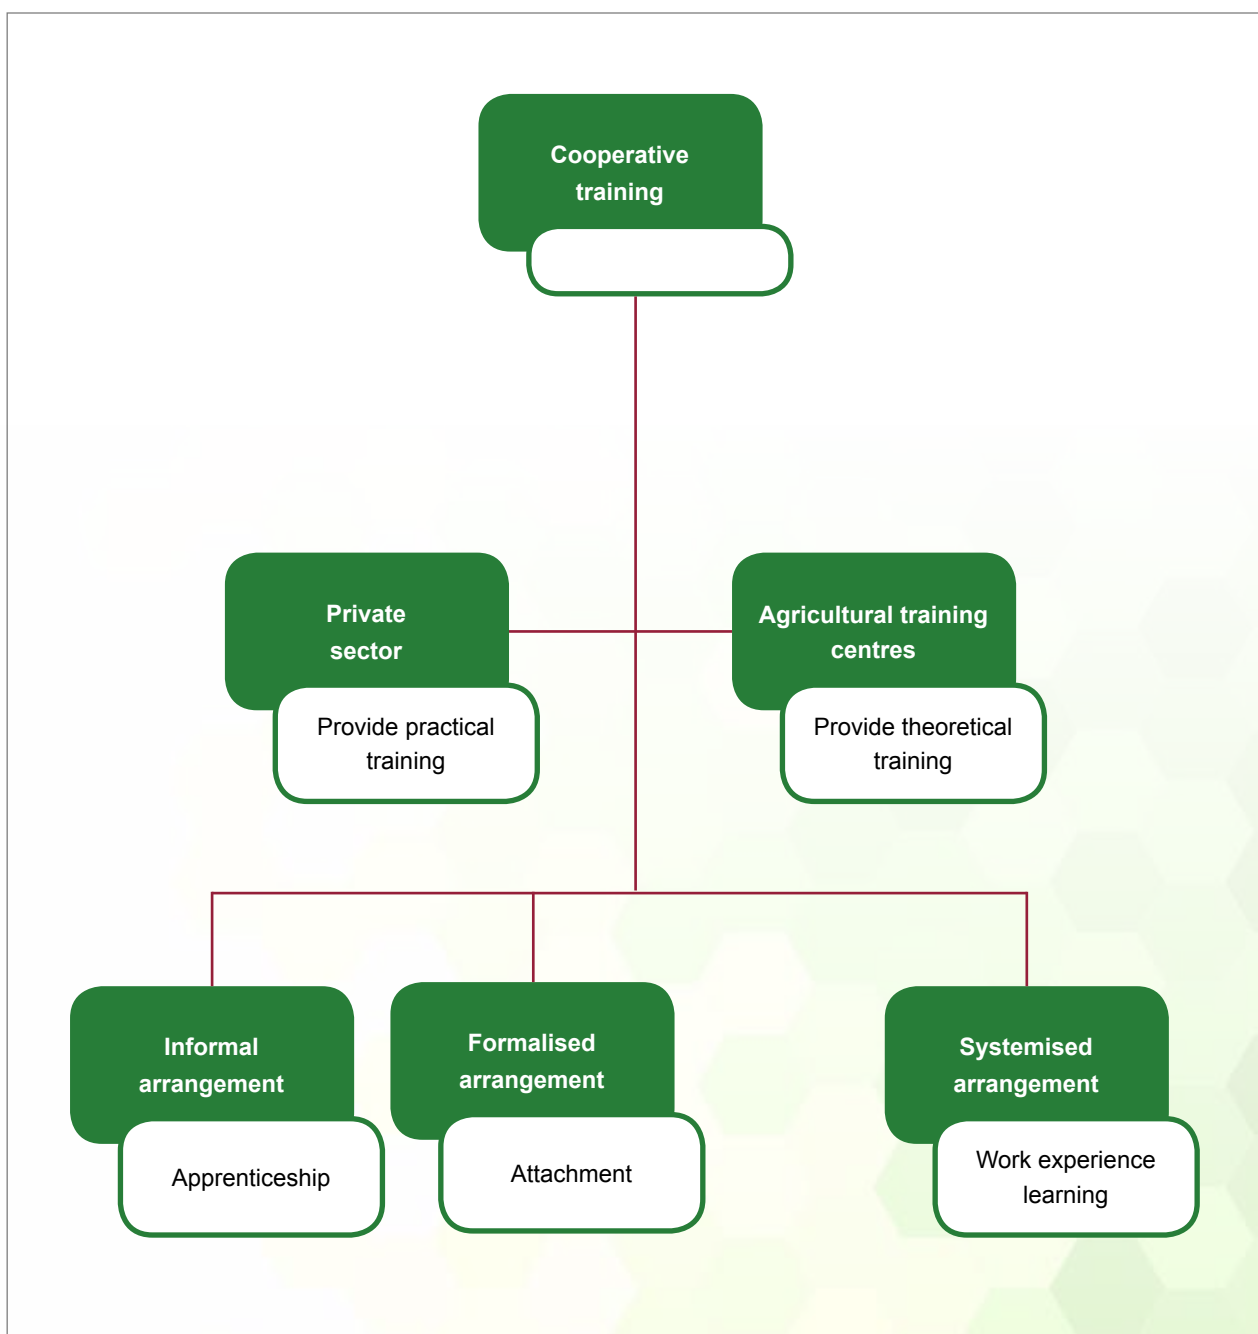 Cooperative
training
Private
sector
Provide practical
training
Agricultural training
centres
Provide theoretical
training
Informal
arrangement
Apprenticeship
Formalised
arrangement
Attachment
Systemised
arrangement
Work experience
learning